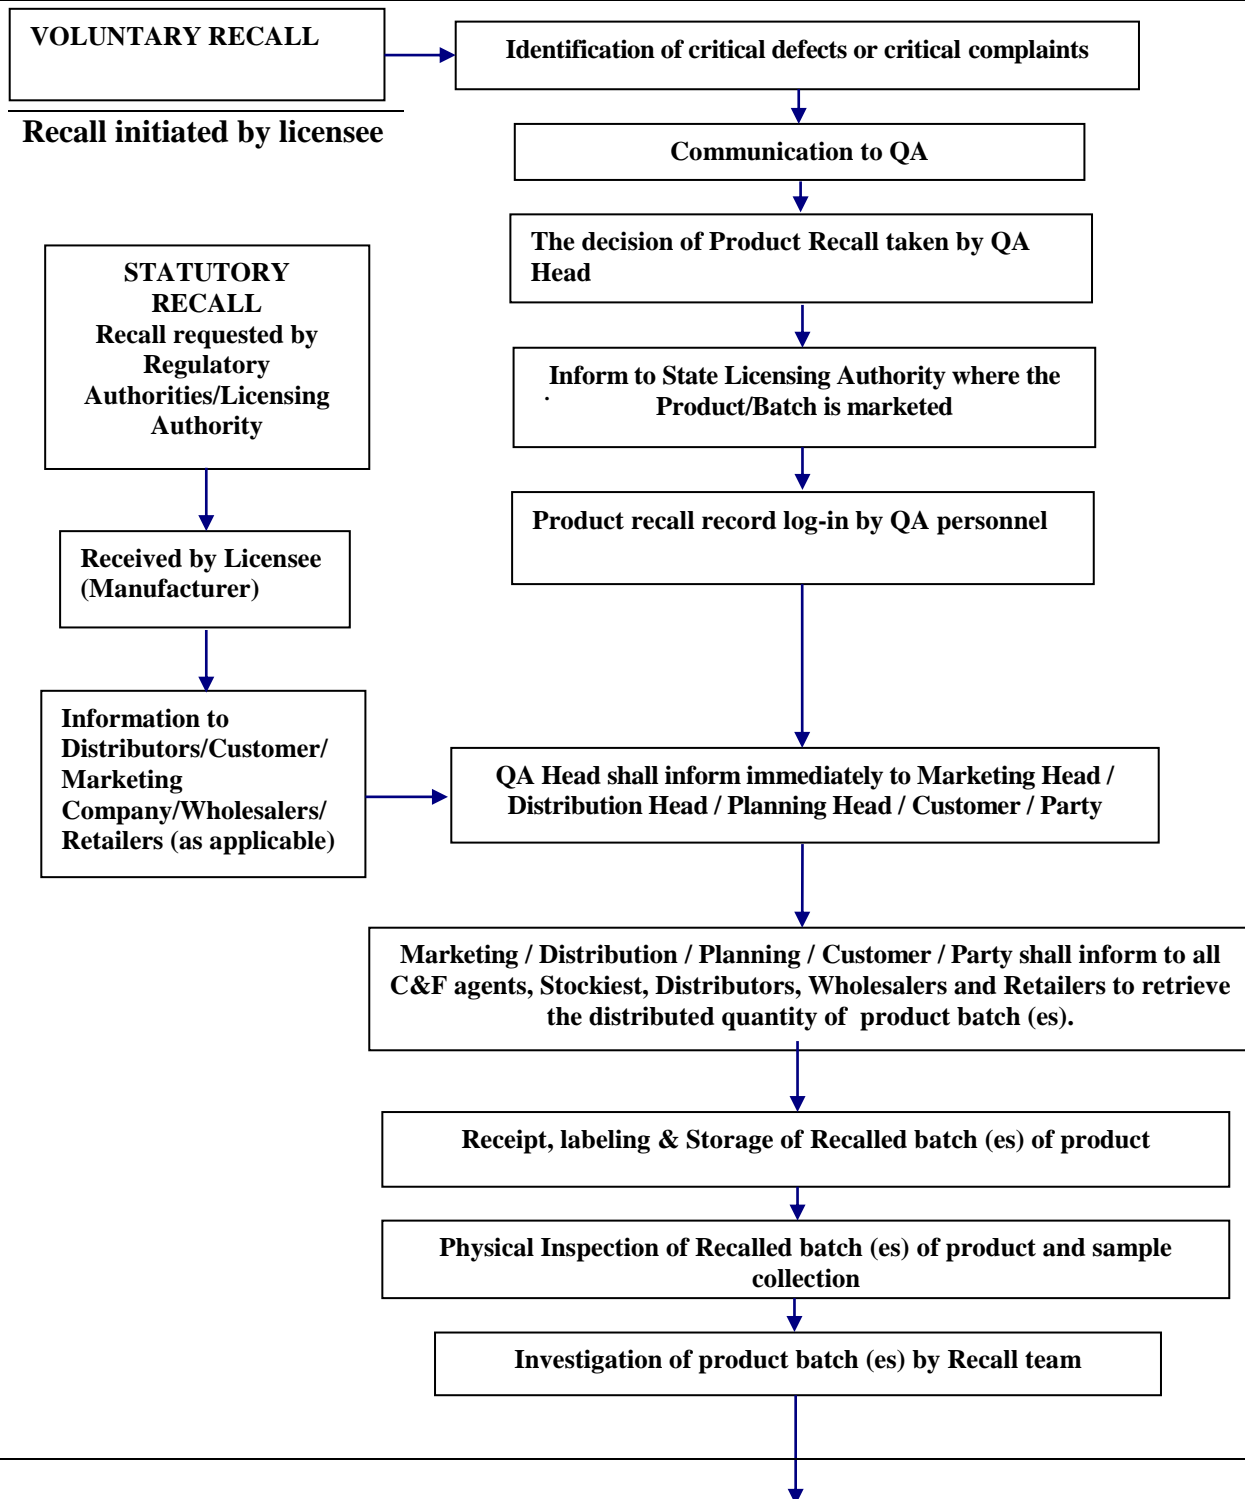 VOLUNTARY RECALL
Recall initiated by licensee
Identification of critical defects or critical complaints
Communication to QA
The decision of Product Recall taken by QA
Head
Inform to State Licensing Authority where the
Product/Batch is marketed
.
Product recall record log-in by QA personnel
STATUTORY
RECALL
Recall requested by
Regulatory
Authorities/Licensing
Authority
Received by Licensee
(Manufacturer)
Information to
Distributors/Customer/
Marketing
Company/Wholesalers/
Retailers (as applicable)
QA Head shall inform immediately to Marketing Head /
Distribution Head / Planning Head / Customer / Party
Marketing / Distribution / Planning / Customer / Party shall inform to all
C&F agents, Stockiest, Distributors, Wholesalers and Retailers to retrieve
the distributed quantity of product batch (es).
Receipt, labeling & Storage of Recalled batch (es) of product
Physical Inspection of Recalled batch (es) of product and sample
collection
Investigation of product batch (es) by Recall team